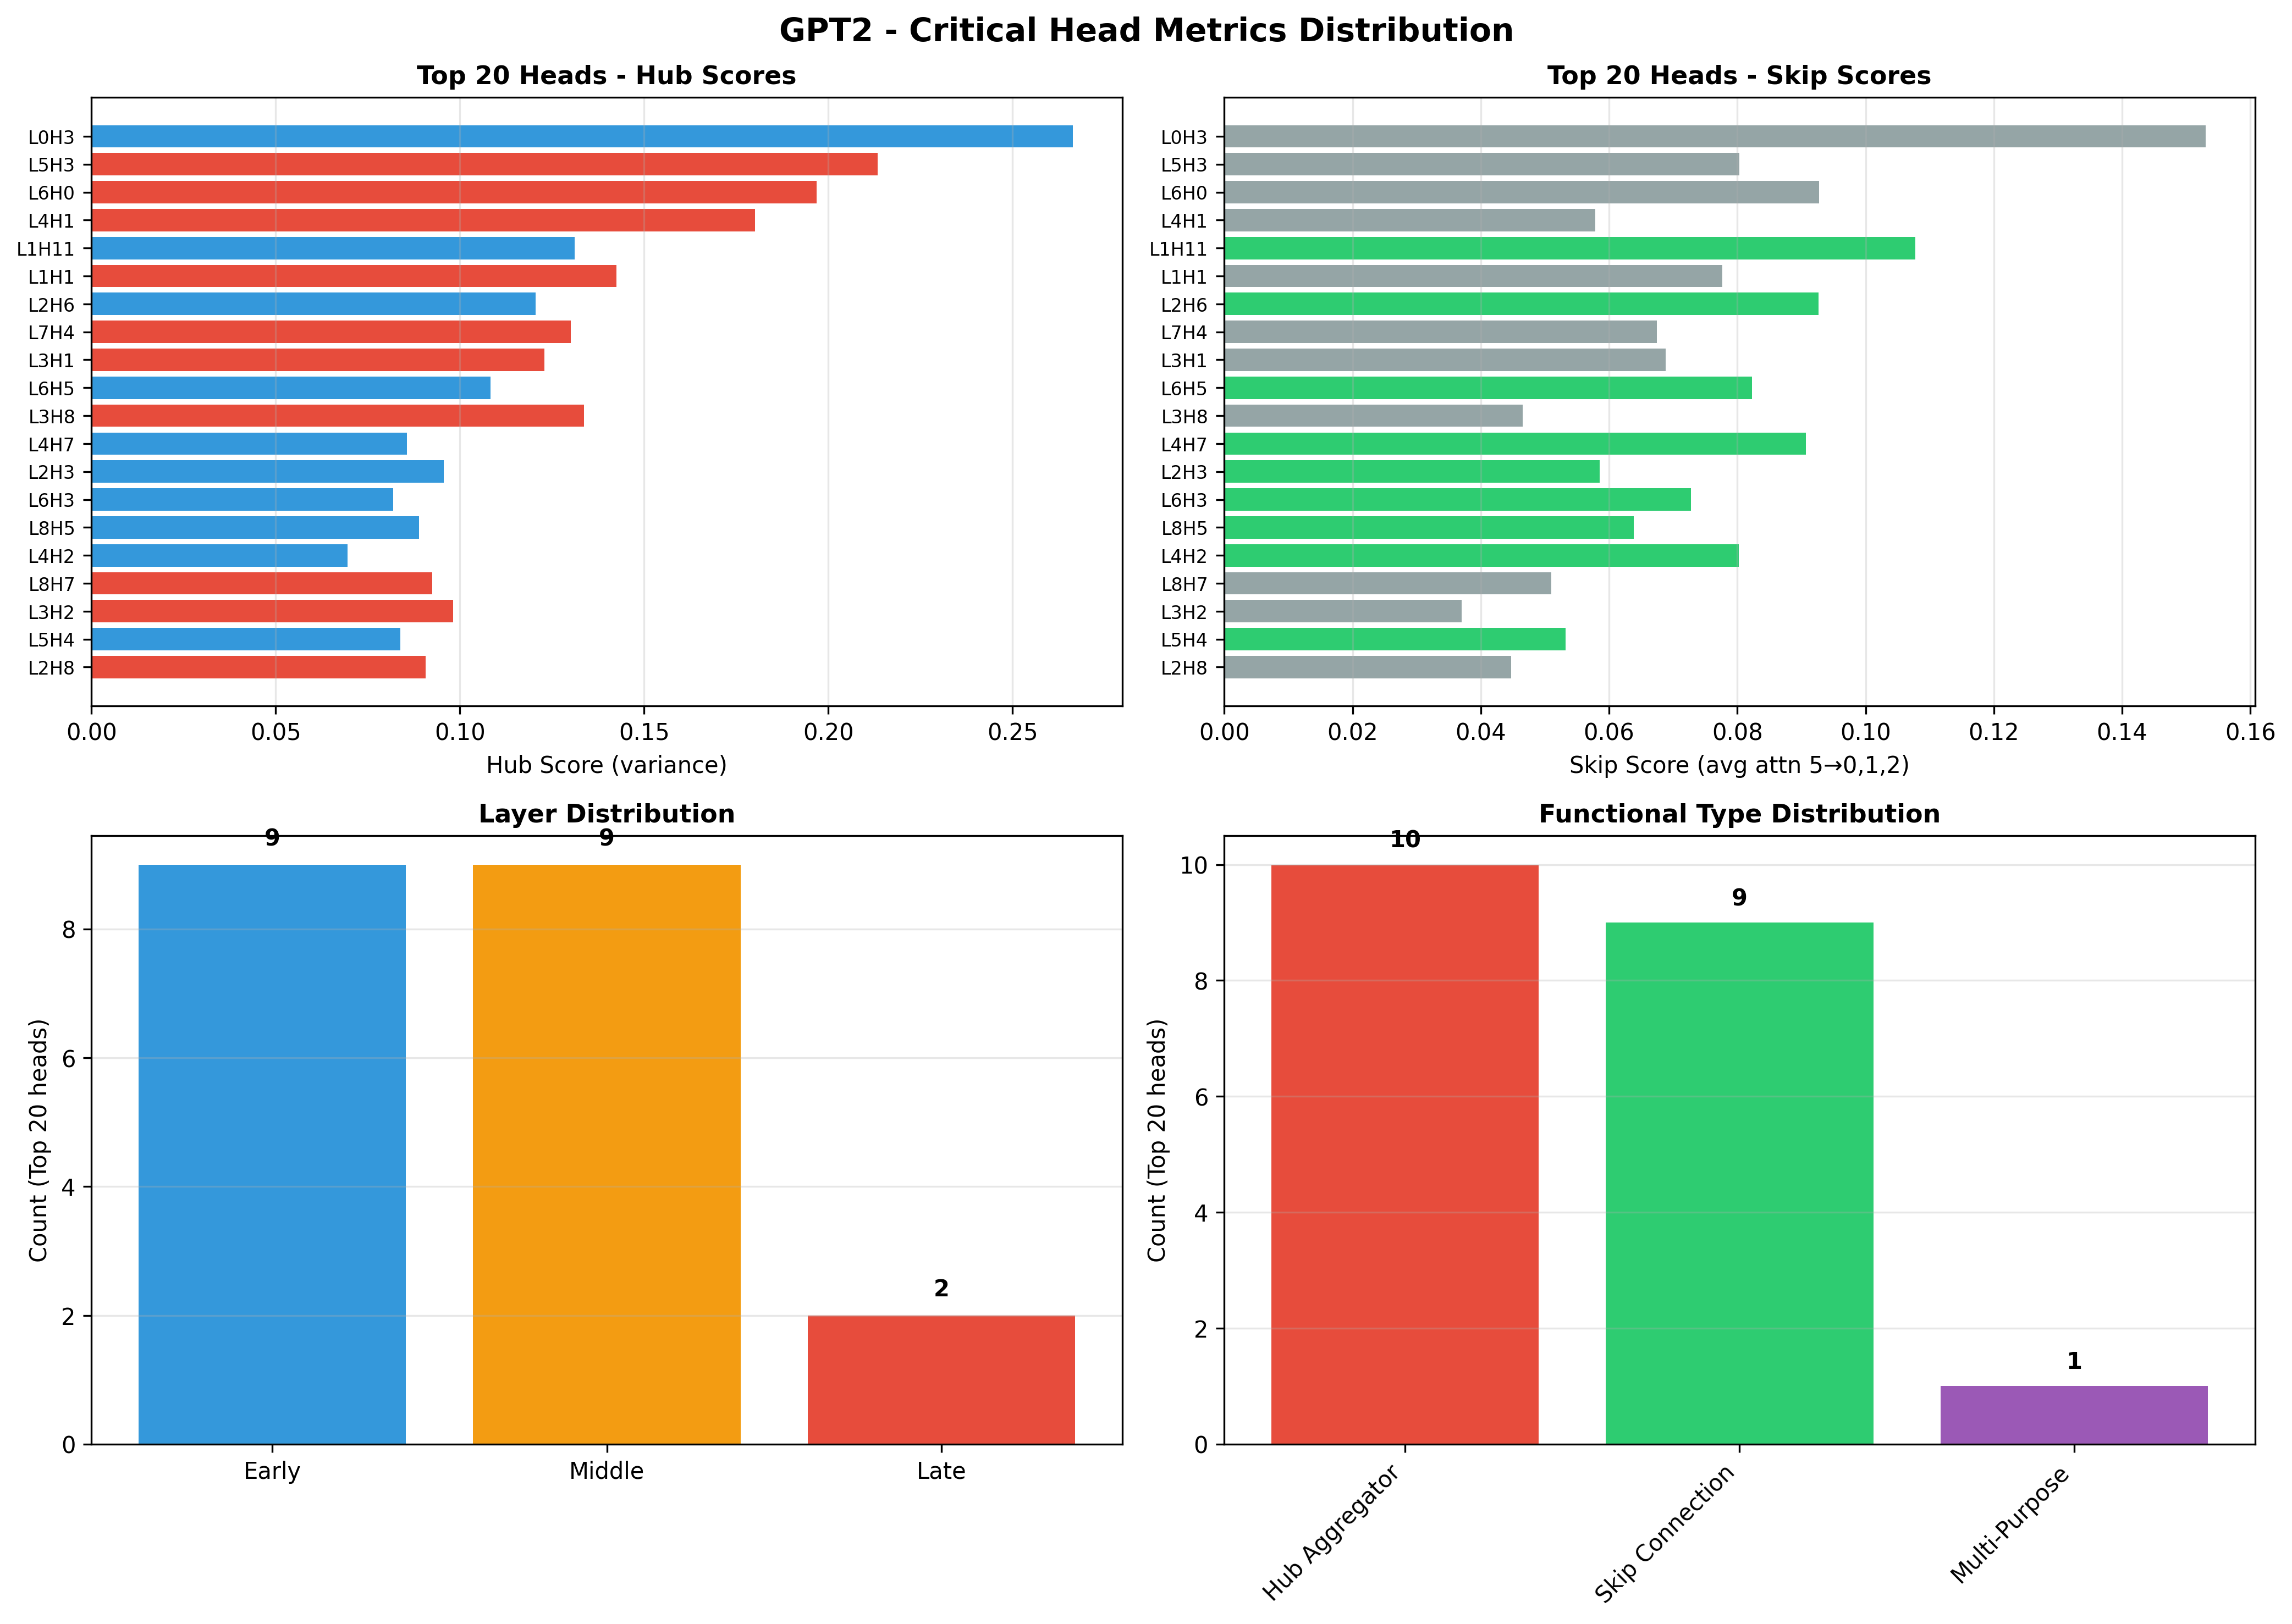 GPT2 - Critical Head Metrics Distribution
Top 20 Heads - Hub Scores
L0H3
L5H3
L6H0
L4H1
L1H11
L1H1
L2H6
L7H4
L3H1
L6H5
L3H8
L4H7
L2H3
L6H3
L8H5
L4H2
L8H7
L3H2
L5H4
L2H8
0.00 0.05 0.10 0.15 0.20 0.25
Hub Score (variance)
Top 20 Heads - Skip Scores
L0H3
L5H3
L6H0
L4H1
L1H11
L1H1
L2H6
L7H4
L3H1
L6H5
L3H8
L4H7
L2H3
L6H3
L8H5
L4H2
L8H7
L3H2
L5H4
L2H8
0.00 0.02 0.04 0.06 0.08 0.10 0.12 0.14 0.16
Skip Score (avg attn 5→0,1,2)
Layer Distribution
9 9 2
8
6
4
2
0
Count (Top 20 heads)
Early Middle Late
Functional Type Distribution
10 9 1
10
8
6
4
2
0
Count (Top 20 heads)
Hub Aggregator
Skip Connection
Multi-Purpose